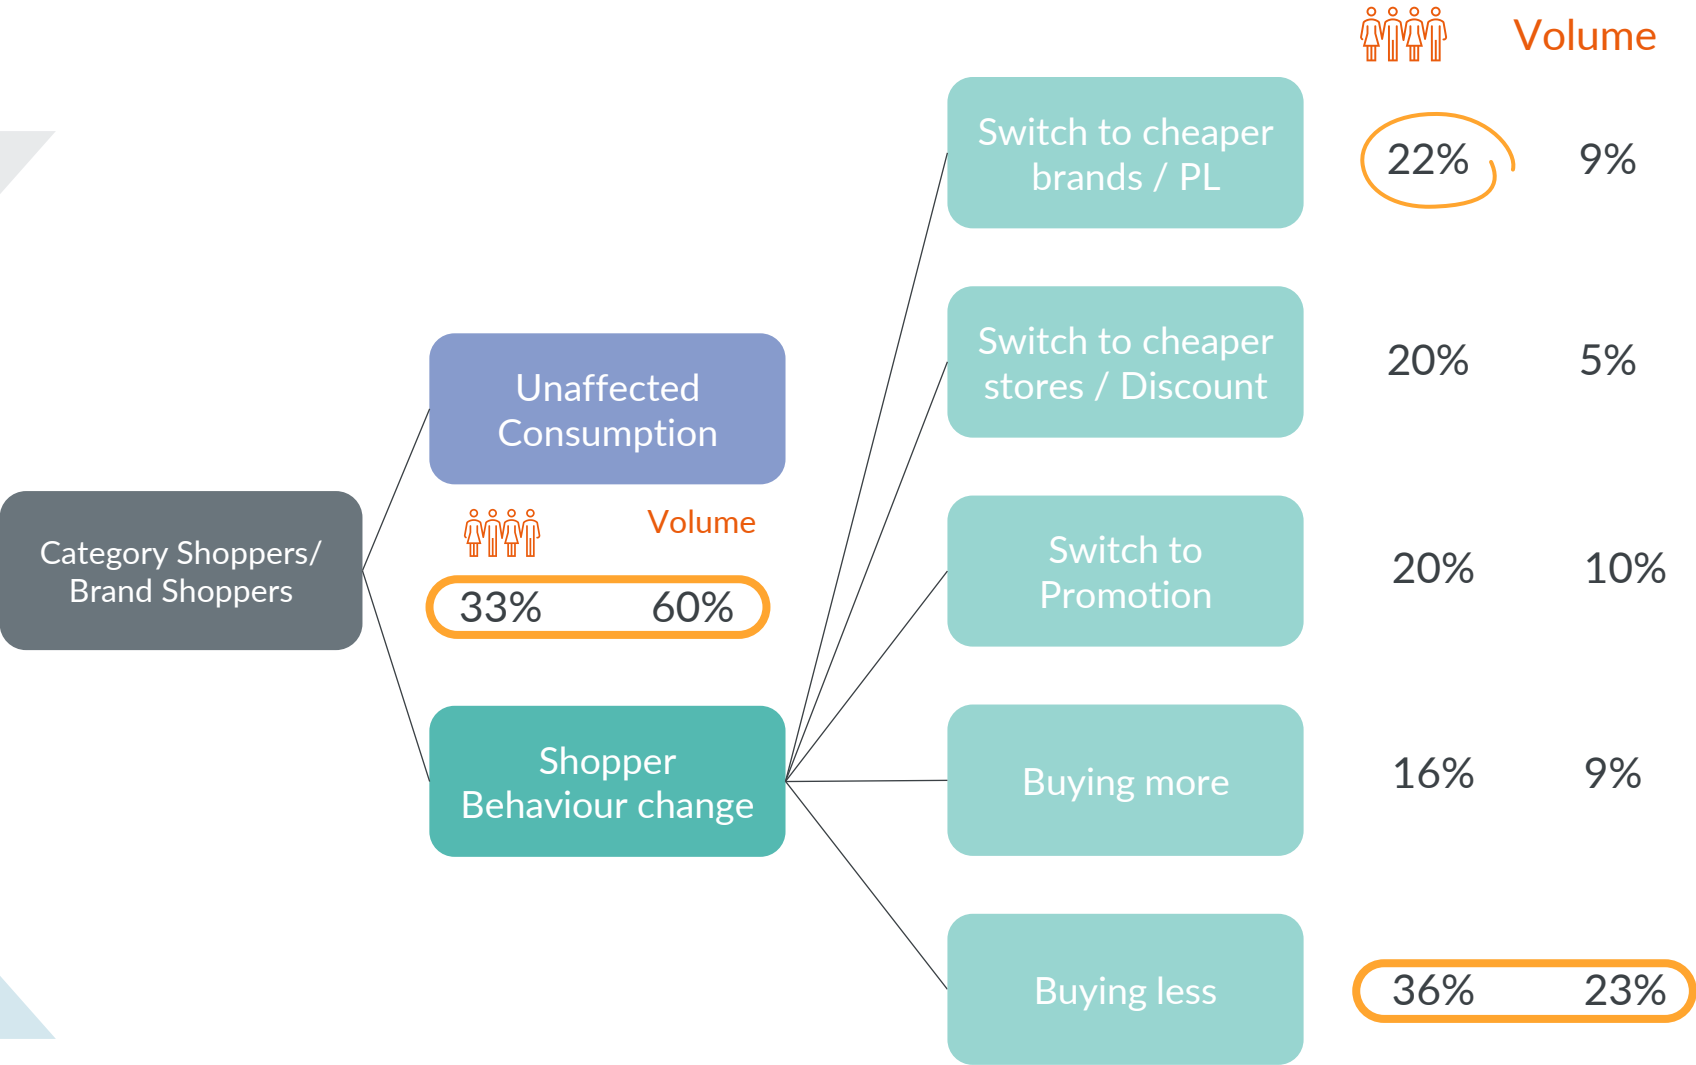 Volume
Switch to cheaper
brands / PL
22% 9%
Switch to cheaper
stores / Discount
20% 5%
Unaffected
Consumption
Volume
33% 60%
Category Shoppers/
Brand Shoppers
Switch to
Promotion
20% 10%
Shopper
Behaviour change
Buying more
16% 9%
Buying less
36% 23%